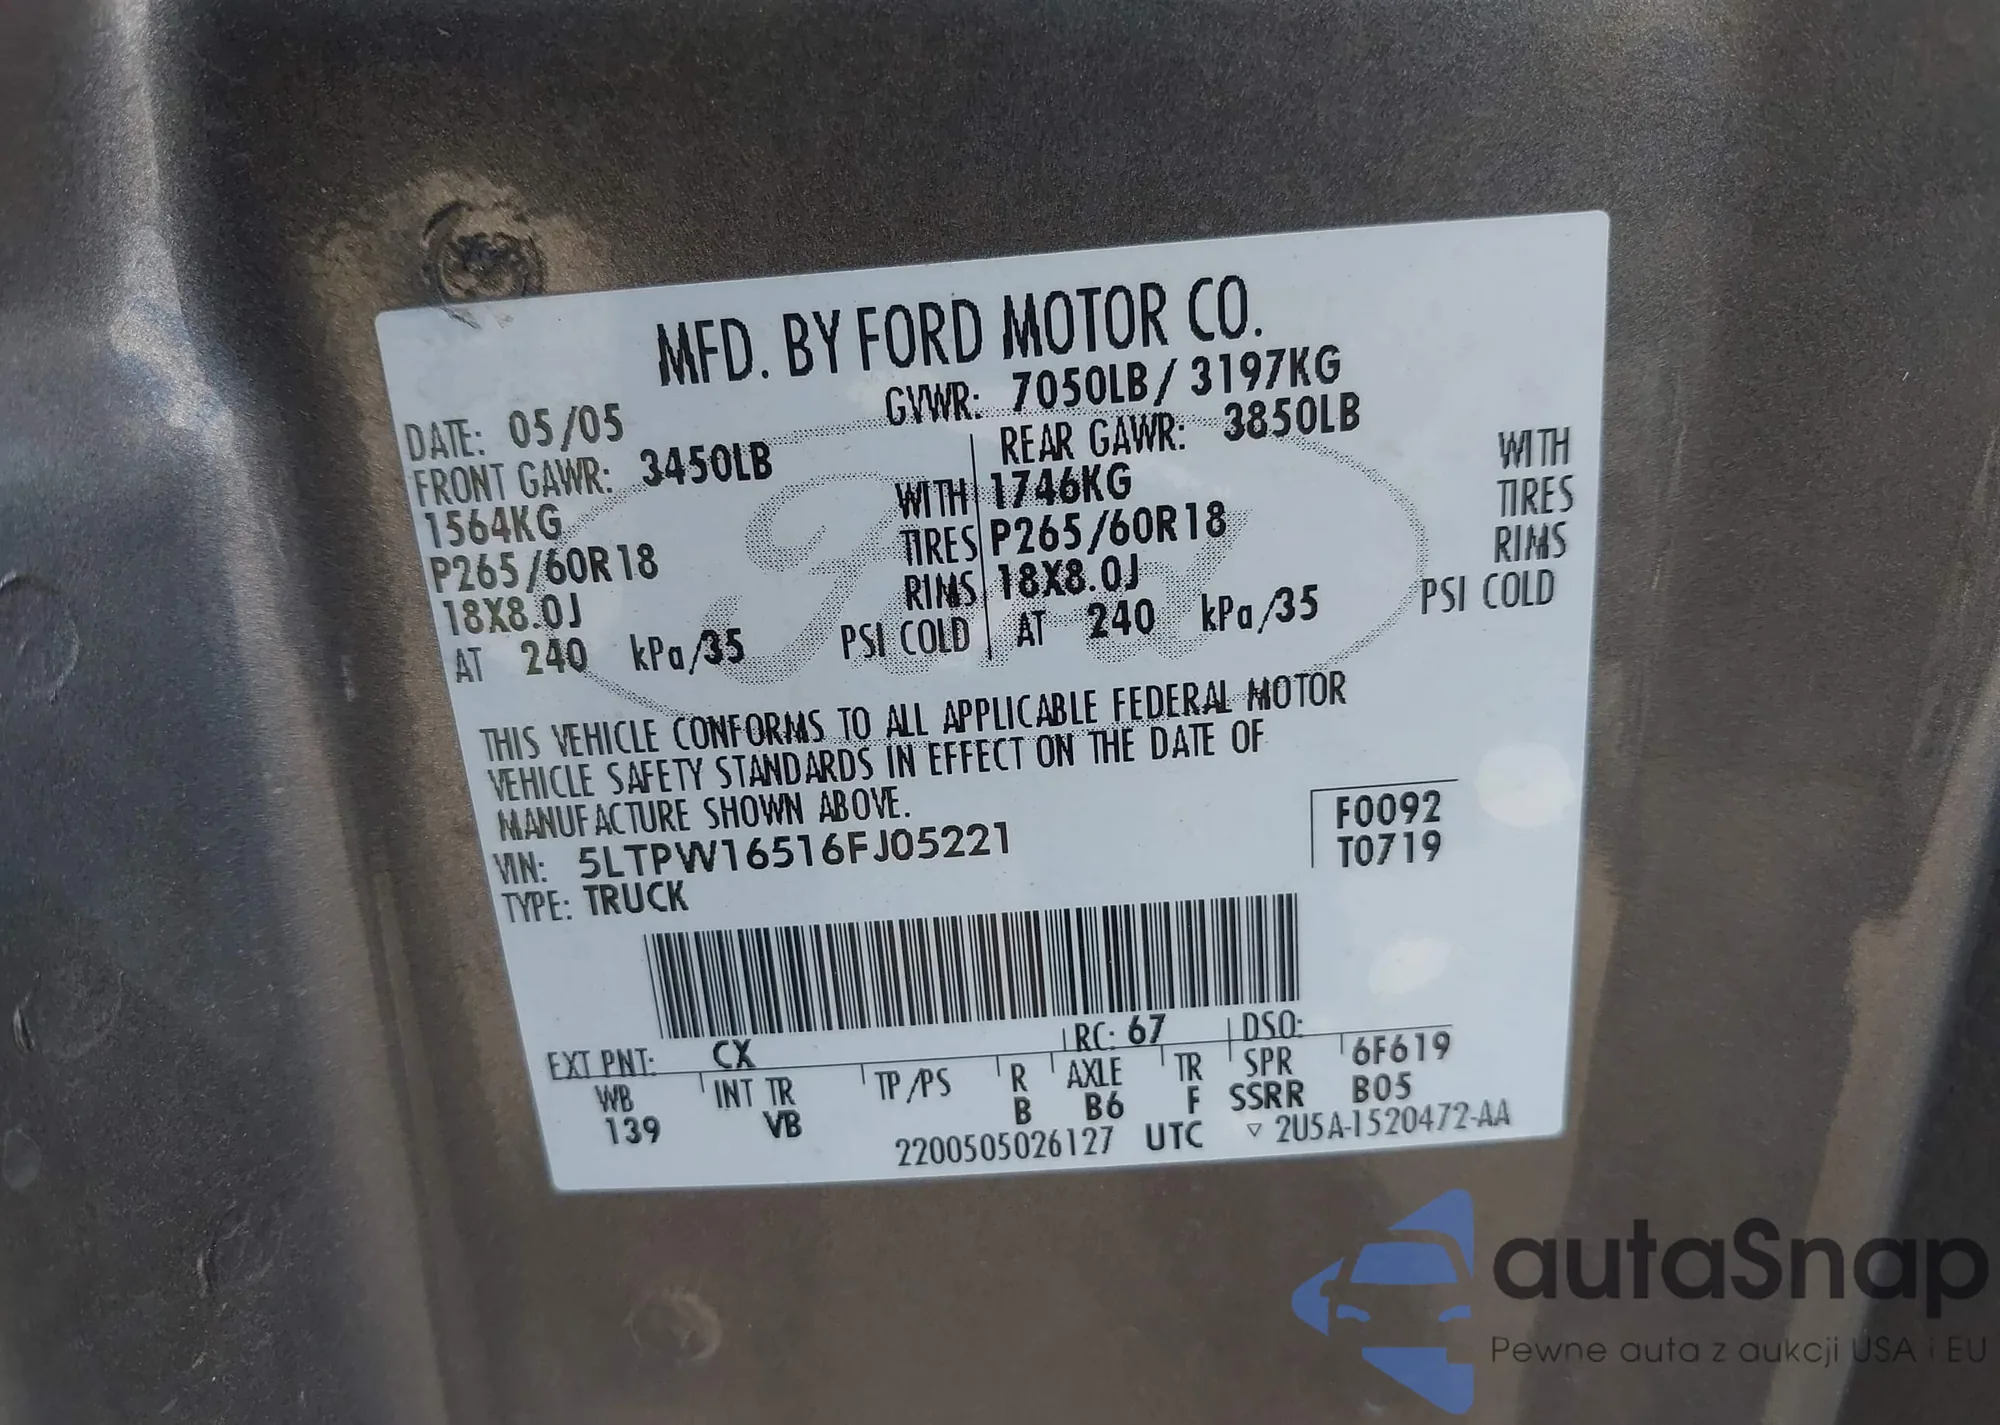 MFD. BY FORD MOTOR CO.
DATE: 05/05 GVWR: 7050LB / 3197KG
FRONT GAWR: 3450LB REAR GAWR: 3850LB
1564KG WITH 1746KG WITH
P265/60R18 TIRES P265/60R18 TIRES
18X8.0J RIMS 18X8.0J RIMS
AT 240 kPa/35 PSI COLD AT 240 kPa/35 PSI COLD
THIS VEHICLE CONFORMS TO ALL APPLICABLE FEDERAL MOTOR
VEHICLE SAFETY STANDARDS IN EFFECT ON THE DATE OF
MANUFACTURE SHOWN ABOVE.
VIN: 5LTPW16516FJ05221 F0092
TYPE: TRUCK T0719
EXT PNT: CX RC: 67 DSO:
WB INT TR TP/PS R AXLE TR SPR 6F619
139 VB B B6 F SSRR B05
2200505026127 UTC ▽ 2U5A-1520472-AA
Ford
autaSnap
Pewne auta z aukcji USA i EU